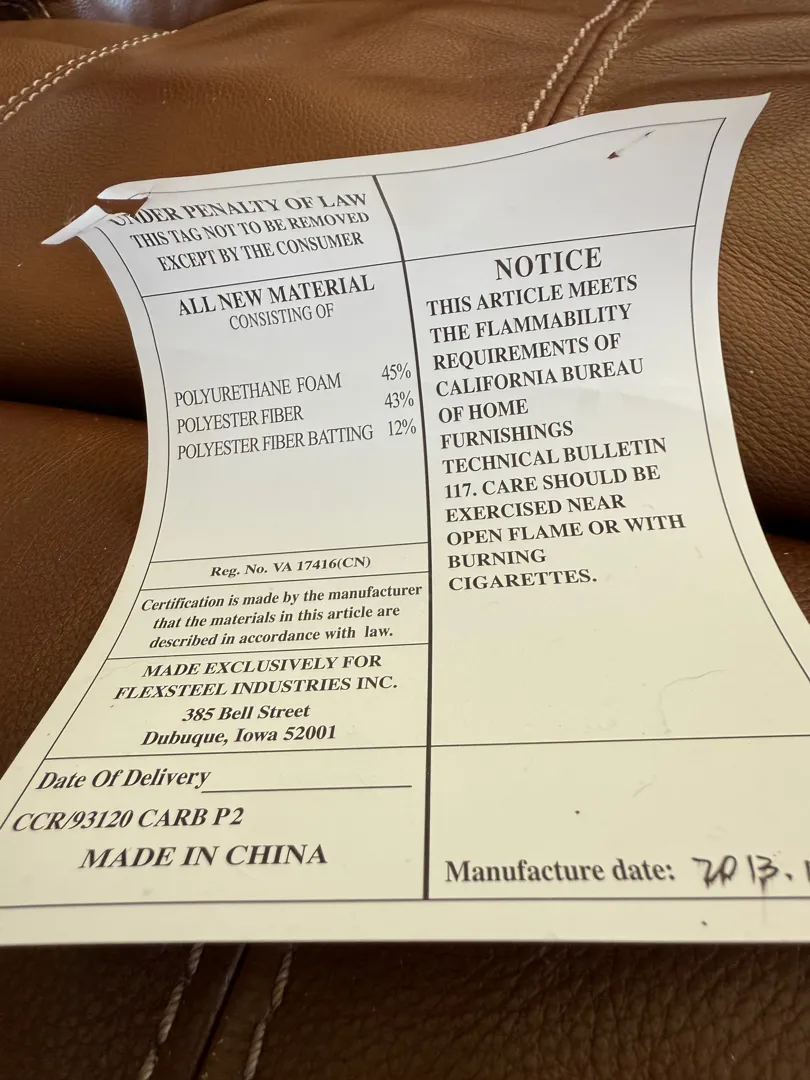 UNDER PENALTY OF LAW
THIS TAG NOT TO BE REMOVED
EXCEPT BY THE CONSUMER
ALL NEW MATERIAL
CONSISTING OF
POLYURETHANE FOAM 45%
POLYESTER FIBER 43%
POLYESTER FIBER BATTING 12%
Reg. No. VA 17416(CN)
Certification is made by the manufacturer
that the materials in this article are
described in accordance with law.
MADE EXCLUSIVELY FOR
FLEXSTEEL INDUSTRIES INC.
385 Bell Street
Dubuque, Iowa 52001
Date Of Delivery
CCR/93120 CARB P2
MADE IN CHINA
NOTICE
THIS ARTICLE MEETS
THE FLAMMABILITY
REQUIREMENTS OF
CALIFORNIA BUREAU
OF HOME
FURNISHINGS
TECHNICAL BULLETIN
117. CARE SHOULD BE
EXERCISED NEAR
OPEN FLAME OR WITH
BURNING
CIGARETTES.
Manufacture date: 2013.